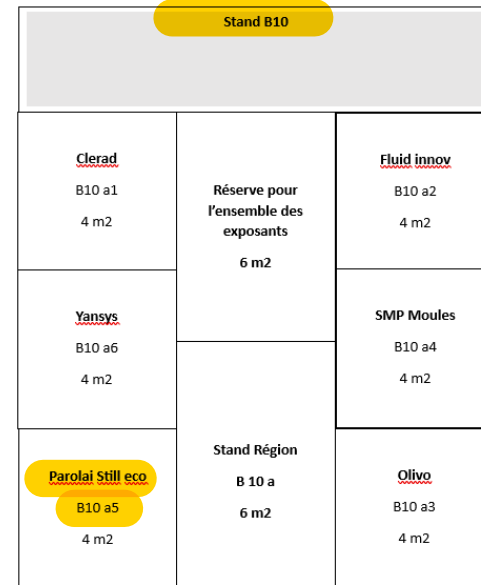 Stand B10
Clerad
B10 a1
4 m2
Réserve pour
l'ensemble des
exposants
6 m2
Fluid innov
B10 a2
4 m2
Yansys
B10 a6
4 m2
SMP Moules
B10 a4
4 m2
Parolai Still eco
B10 a5
4 m2
Stand Région
B 10 a
6 m2
Olivo
B10 a3
4 m2